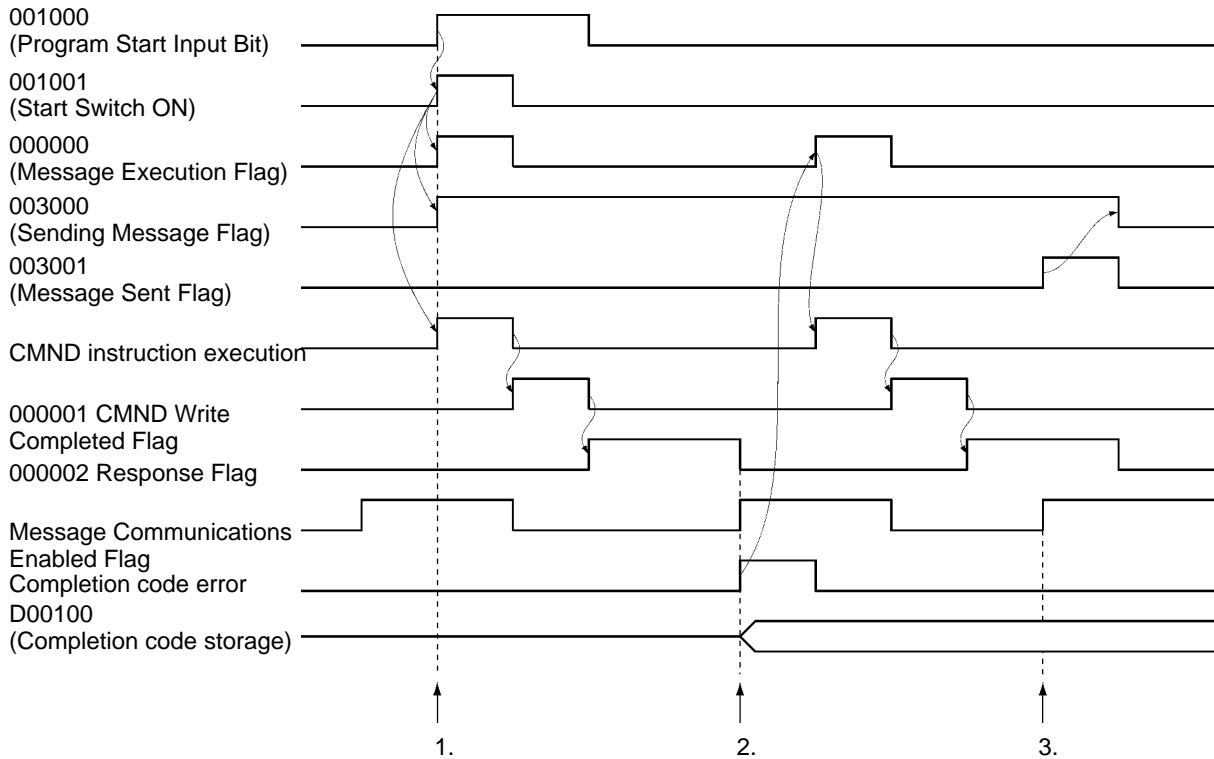 001000
(Program Start Input Bit)
001001
(Start Switch ON)
000000
(Message Execution Flag)
003000
(Sending Message Flag)
003001
(Message Sent Flag)
CMND instruction execution
000001 CMND Write
Completed Flag
000002 Response Flag
Message Communications
Enabled Flag
Completion code error
D00100
(Completion code storage)
1.
2.
3.